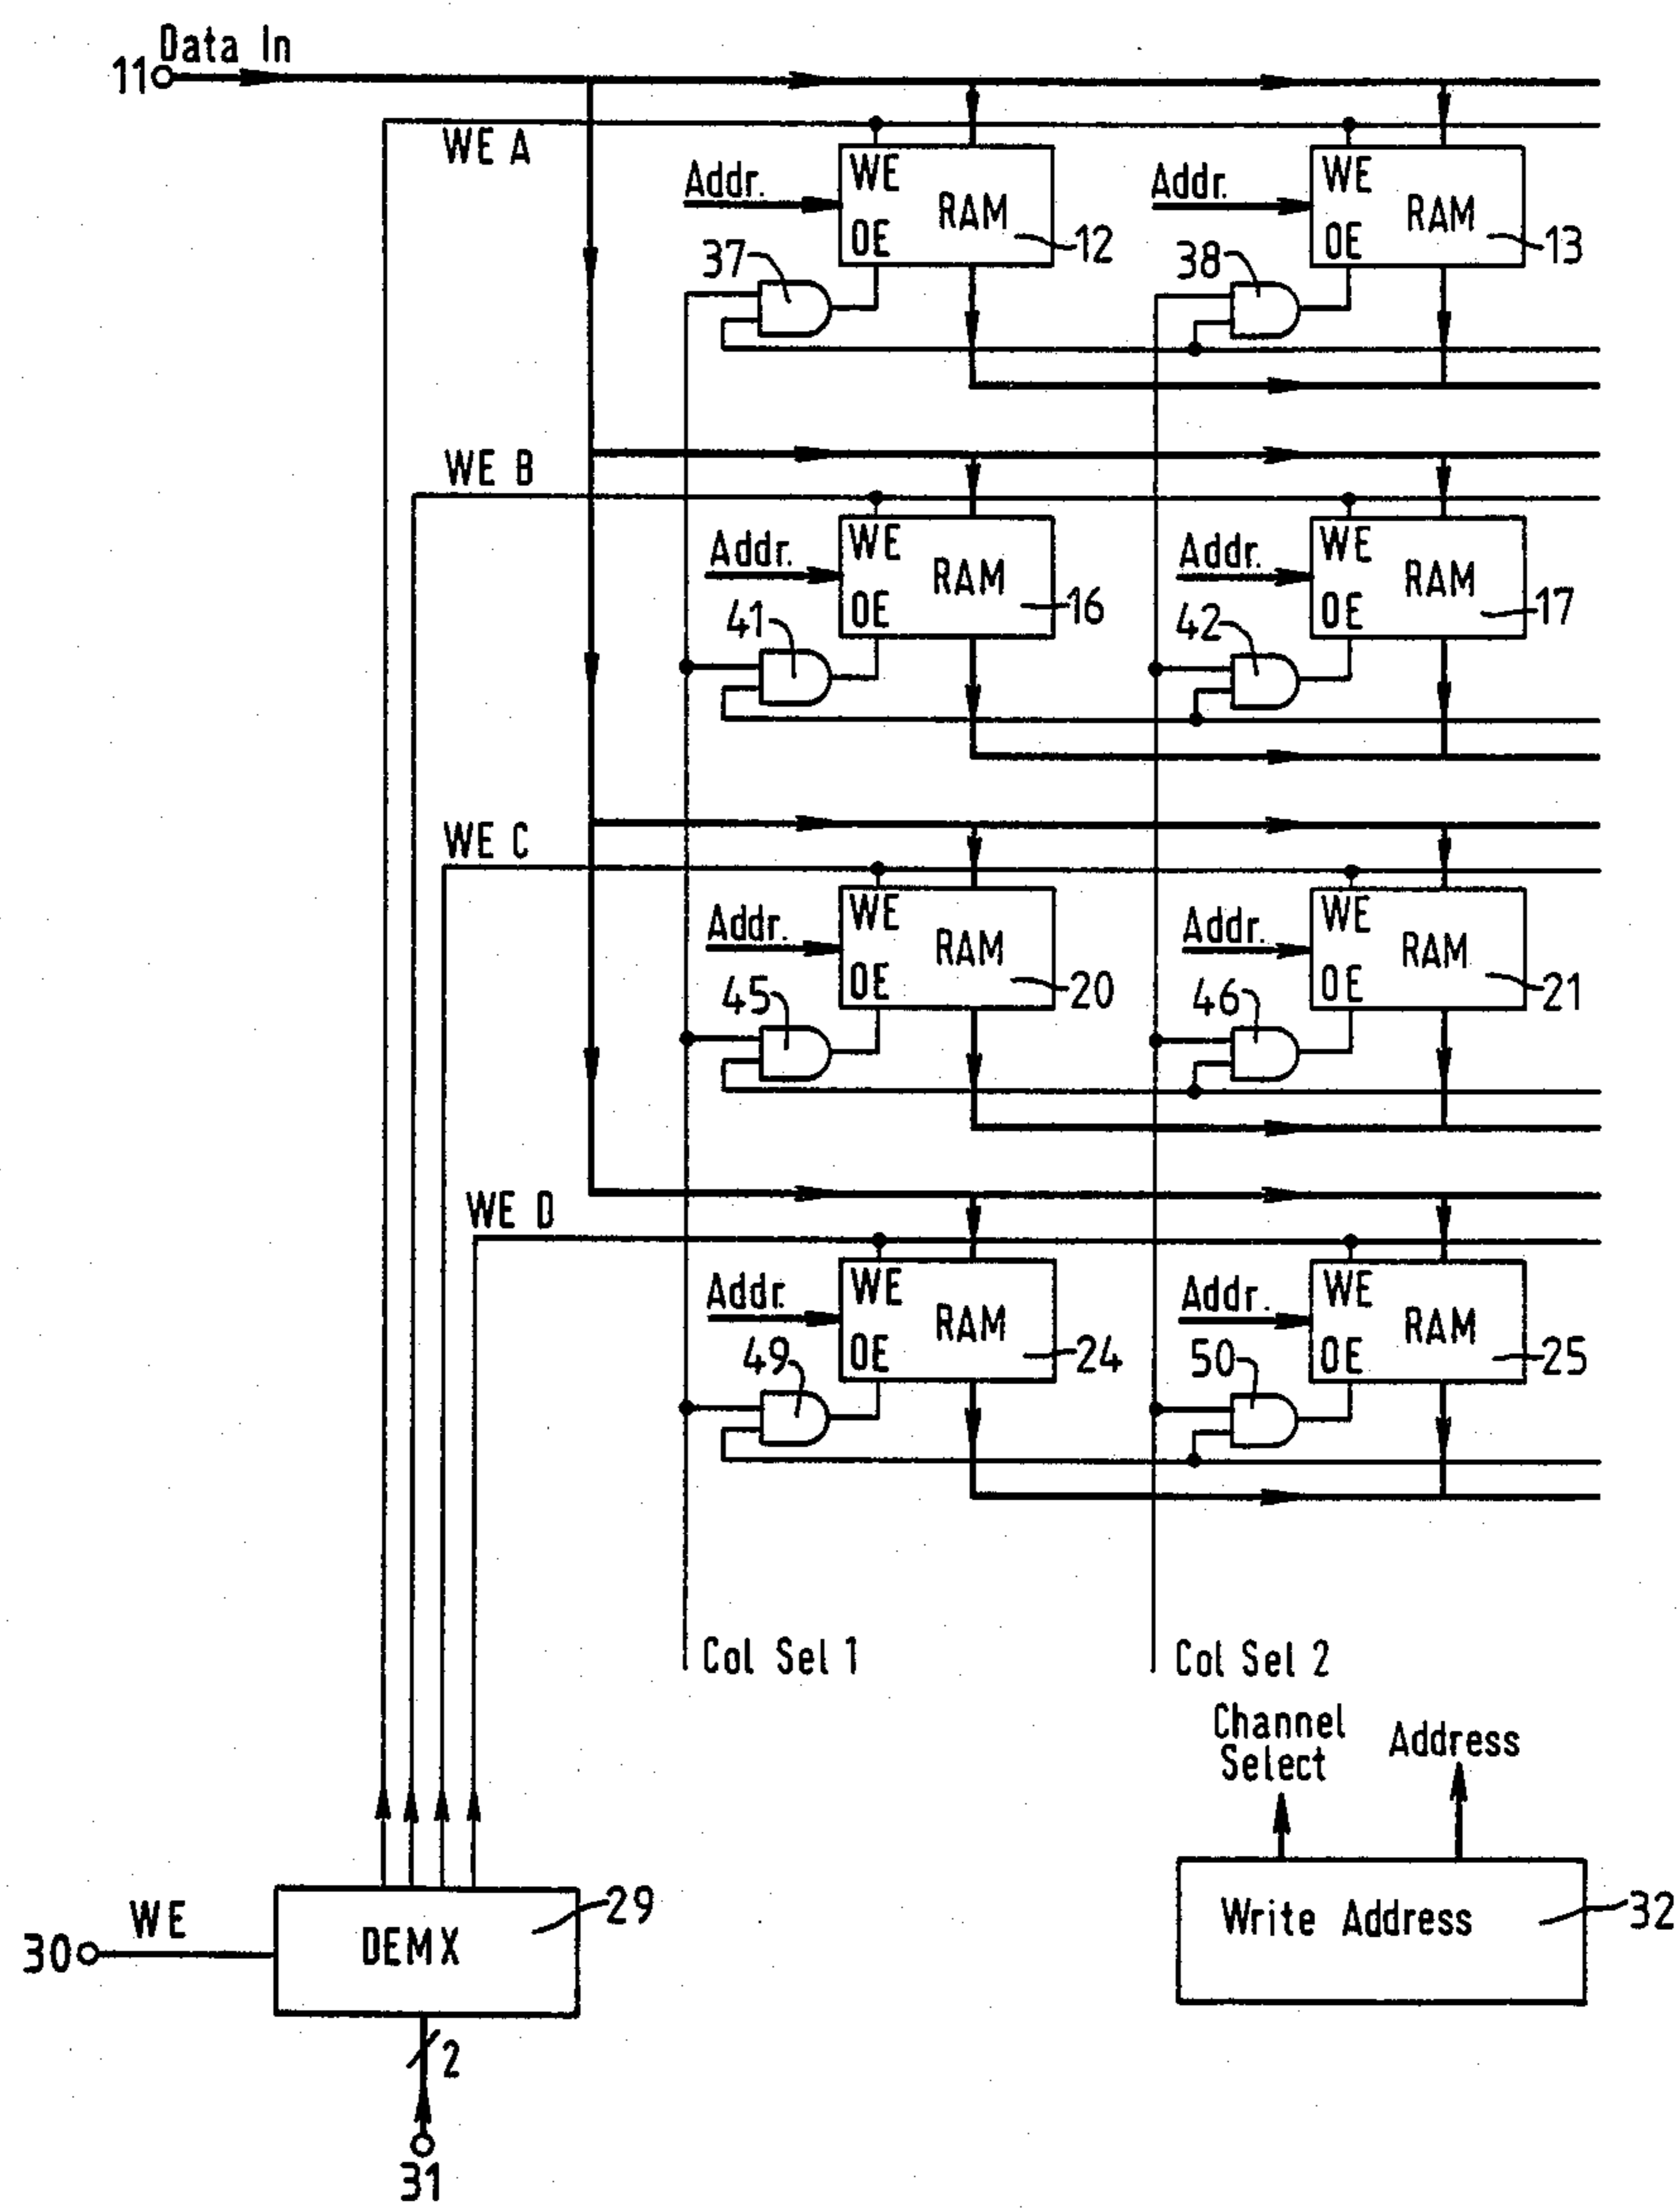 Data In
11
WE A
Addr.
WE
RAM
OE
12
37
Addr.
WE
RAM
OE
13
38
WE B
Addr.
WE
RAM
OE
16
41
Addr.
WE
RAM
OE
17
42
WE C
Addr.
WE
RAM
OE
20
45
Addr.
WE
RAM
OE
21
46
WE D
Addr.
WE
RAM
OE
24
49
Addr.
WE
RAM
OE
25
50
Col Sel 1
Col Sel 2
Channel
Select
Address
Write Address
32
WE
30
DEMX
29
2
31